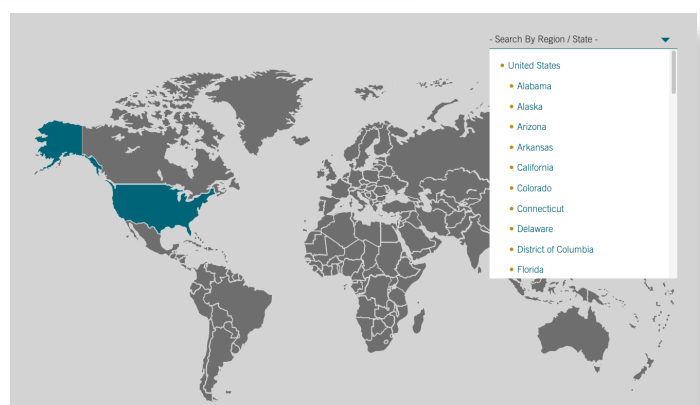 - Search By Region / State -
United States
Alabama
Alaska
Arizona
Arkansas
California
Colorado
Connecticut
Delaware
District of Columbia
Florida